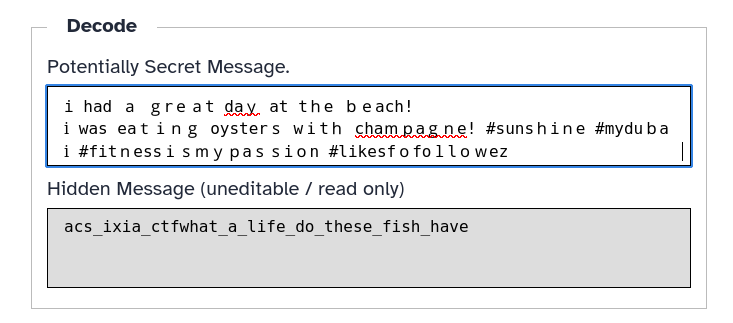 Decode
Potentially Secret Message.
i had a great day at the beach!
i was eating oysters with champagne! #sunshine #myduba
i #fitnessismypassion #likesfofollowez
Hidden Message (uneditable / read only)
acs_ixia_ctfwhat_a_life_do_these_fish_have